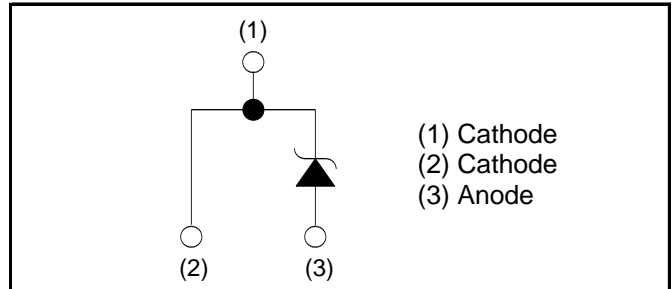 (1)
(1) Cathode
(2) Cathode
(3) Anode
(2) (3)